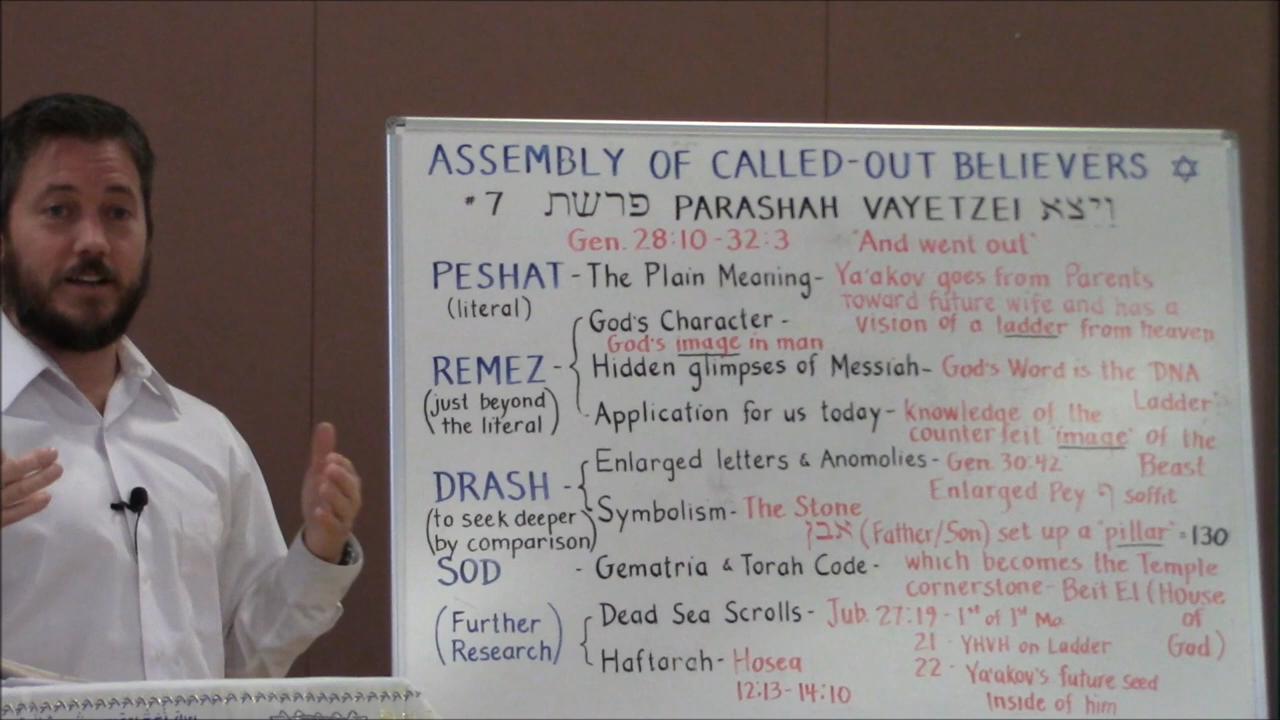 ASSEMBLY OF CALLED-OUT BELIEVERS ✡
#7 פרשת PARASHAH VAYETZEI ויצא
Gen. 28:10-32:3 "And went out"
PESHAT - The Plain Meaning- Ya'akov goes from Parents
(literal) toward future wife and has a
vision of a ladder from heaven
God's Character -
God's image in man
REMEZ - Hidden glimpses of Messiah- God's Word is the "DNA
Ladder"
(just beyond
the literal)
Application for us today- knowledge of the
counterfeit "image" of the
Beast
DRASH - Enlarged letters & Anomolies - Gen. 30:42
Enlarged Pey ף soffit
(to seek deeper
by comparison)
Symbolism- The Stone
אבן (Father/Son) set up a "pillar" = 130
SOD - Gematria & Torah Code - which becomes the Temple
cornerstone- Beit El (House
of
God)
(Further
Research)
Dead Sea Scrolls- Jub. 27:19 - 1st of 1st Mo.
21 - YHVH on Ladder
Haftorah- Hosea
12:13-14:10
22 - Ya'akov's future seed
Inside of him